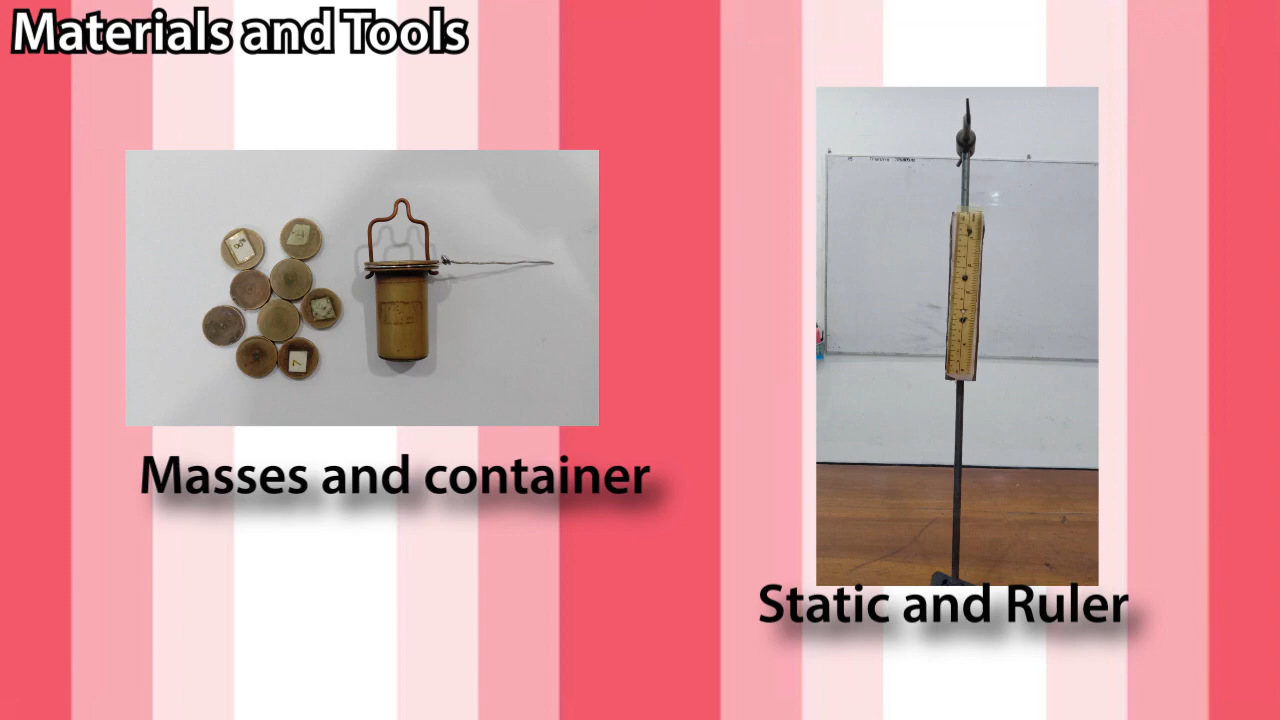 Materials and Tools
Masses and container
Static and Ruler